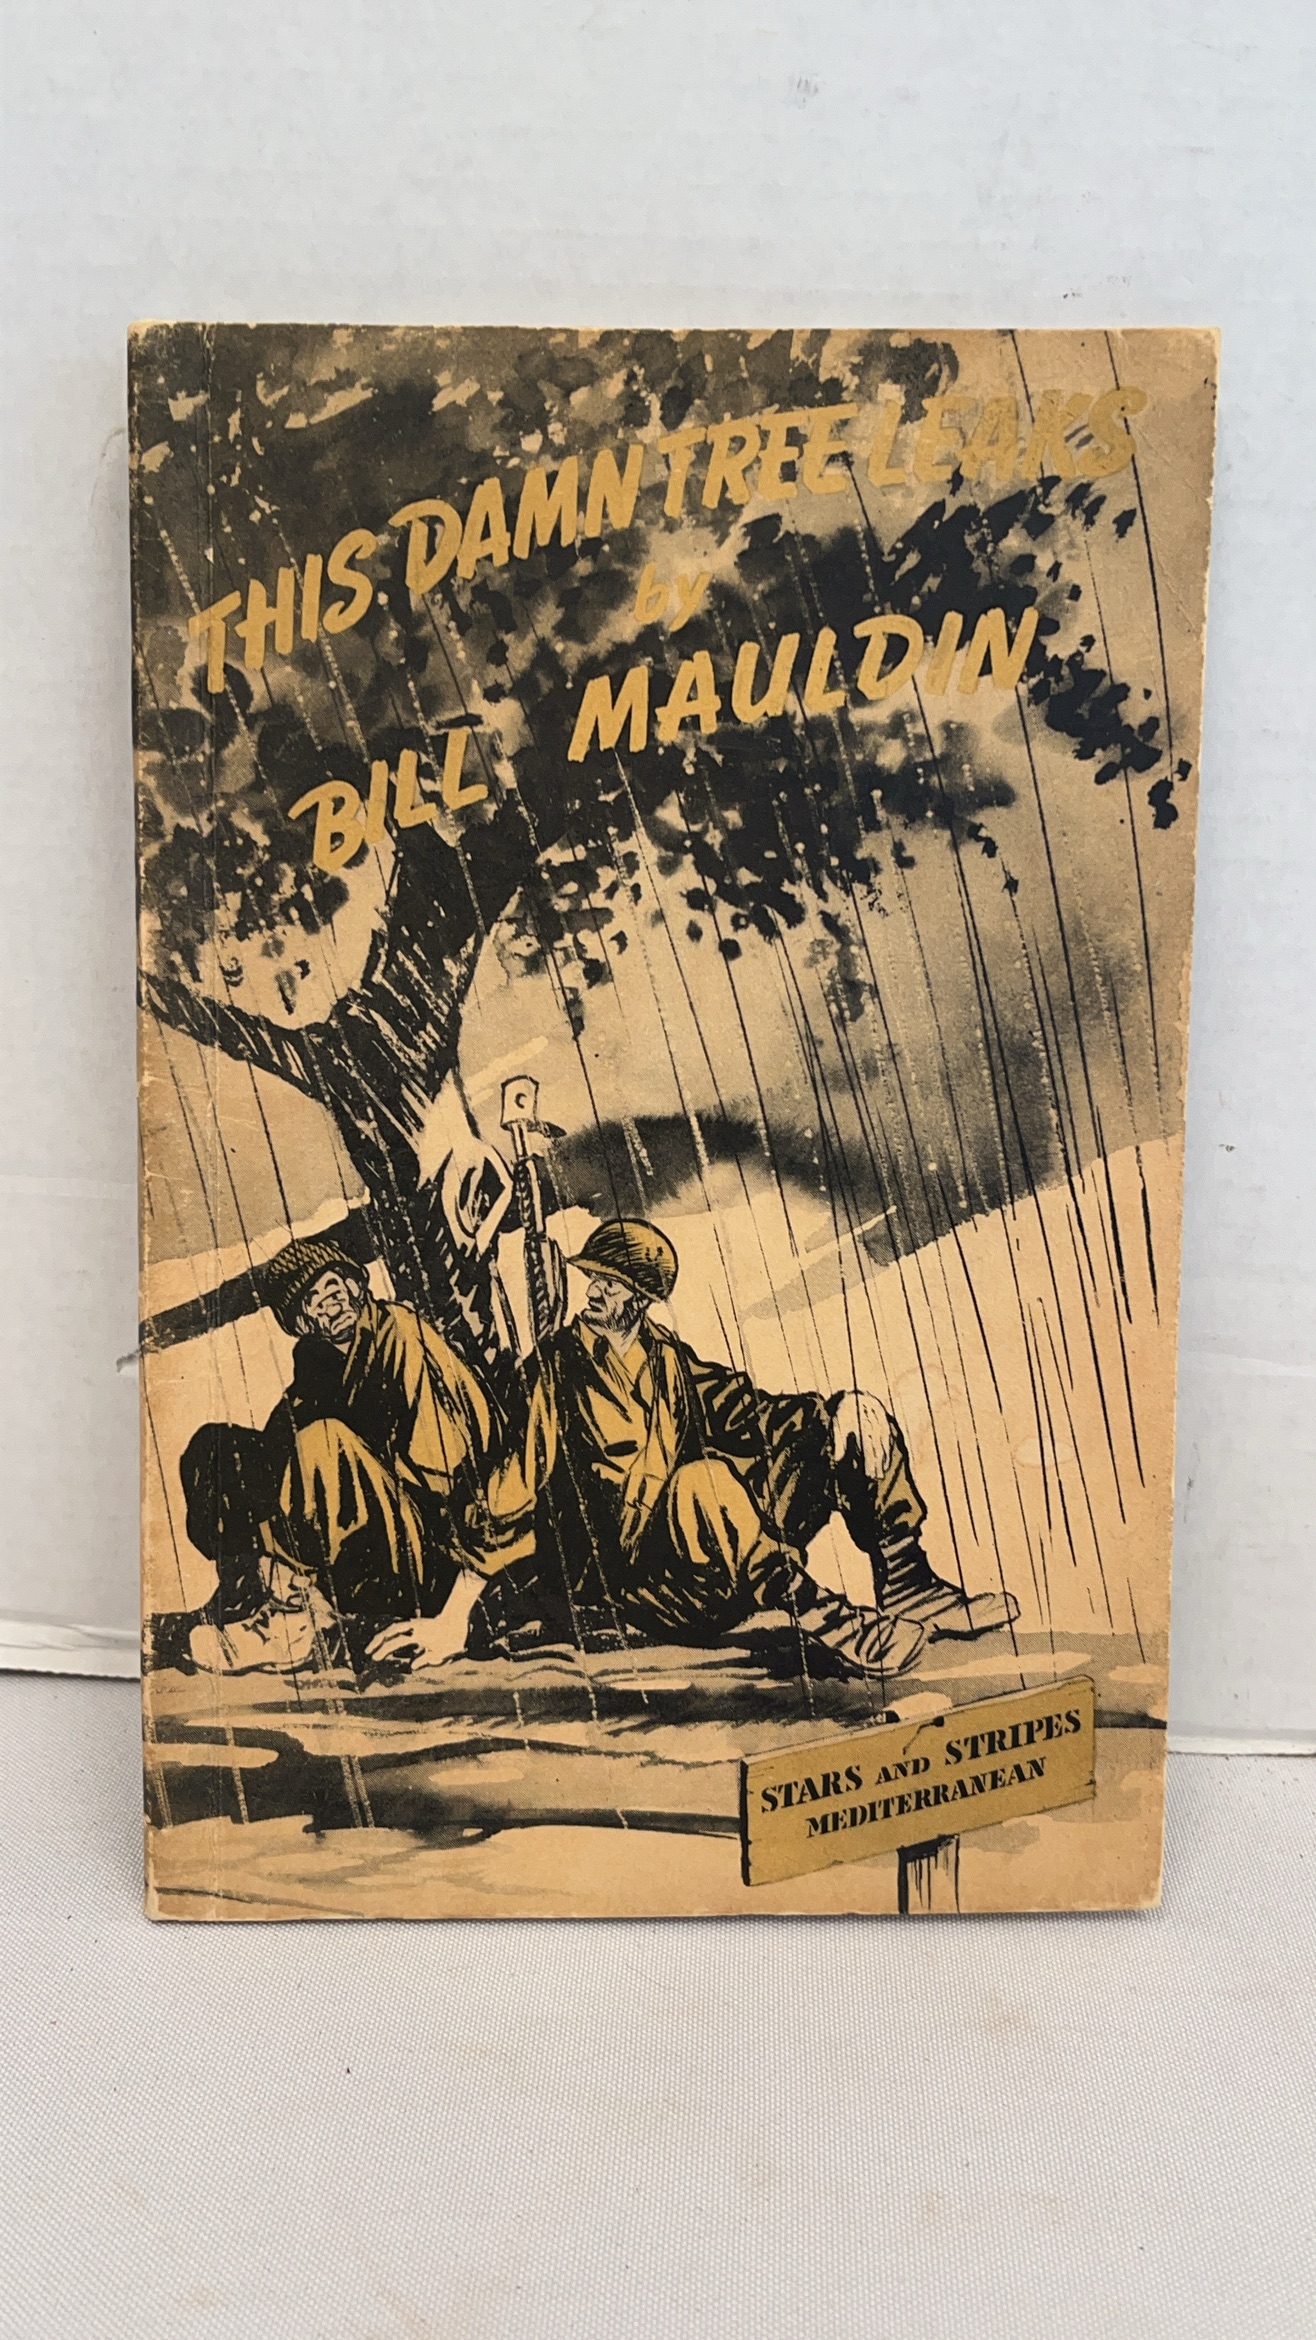 THIS DAMN TREE LEAKS
by
BILL MAULDIN
STARS AND STRIPES
MEDITERRANEAN